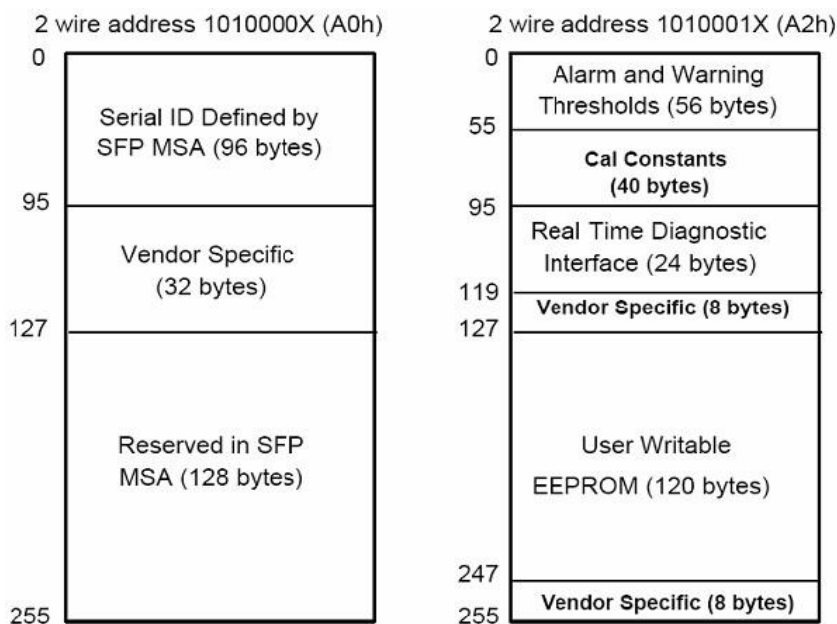 2 wire address 1010000X (A0h)
0
Serial ID Defined by
SFP MSA (96 bytes)
95
Vendor Specific
(32 bytes)
127
Reserved in SFP
MSA (128 bytes)
255
2 wire address 1010001X (A2h)
0
Alarm and Warning
Thresholds (56 bytes)
55
Cal Constants
(40 bytes)
95
Real Time Diagnostic
Interface (24 bytes)
119
Vendor Specific (8 bytes)
127
User Writable
EEPROM (120 bytes)
247
Vendor Specific (8 bytes)
255